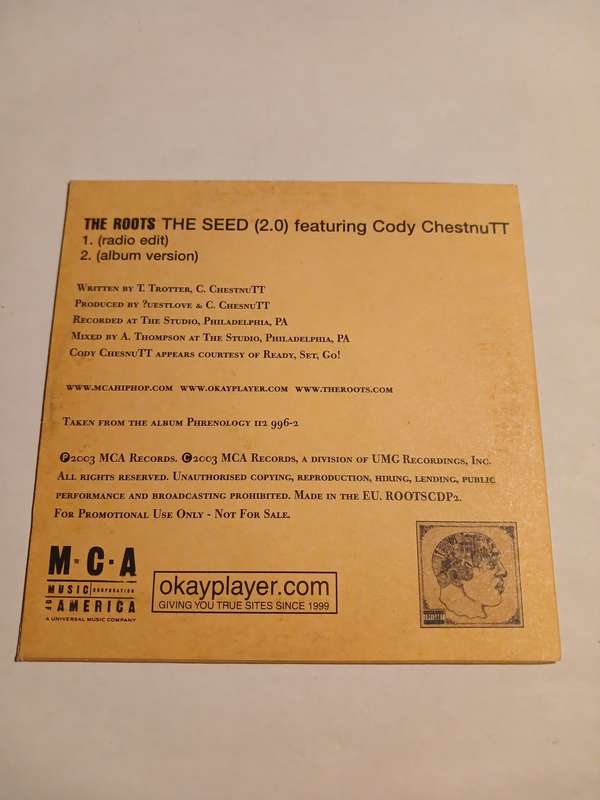 THE ROOTS THE SEED (2.0) featuring Cody ChestnuTT
1. (radio edit)
2. (album version)
Written by T. Trotter, C. ChestnuTT
Produced by ?uestlove & C. ChesnuTT
Recorded at The Studio, Philadelphia, PA
Mixed by A. Thompson at The Studio, Philadelphia, PA
Cody ChesnuTT appears courtesy of Ready, Set, Go!
www.mcahiphop.com www.okayplayer.com www.theroots.com
Taken from the album Phrenology 112 996-2
℗2003 MCA Records. ©2003 MCA Records, a division of UMG Recordings, Inc.
All rights reserved. Unauthorised copying, reproduction, hiring, lending, public
performance and broadcasting prohibited. Made in the EU. ROOTSCDP2.
For Promotional Use Only - Not For Sale.
M·C·A
MUSIC CORPORATION
OF AMERICA
A UNIVERSAL MUSIC COMPANY
okayplayer.com
GIVING YOU TRUE SITES SINCE 1999